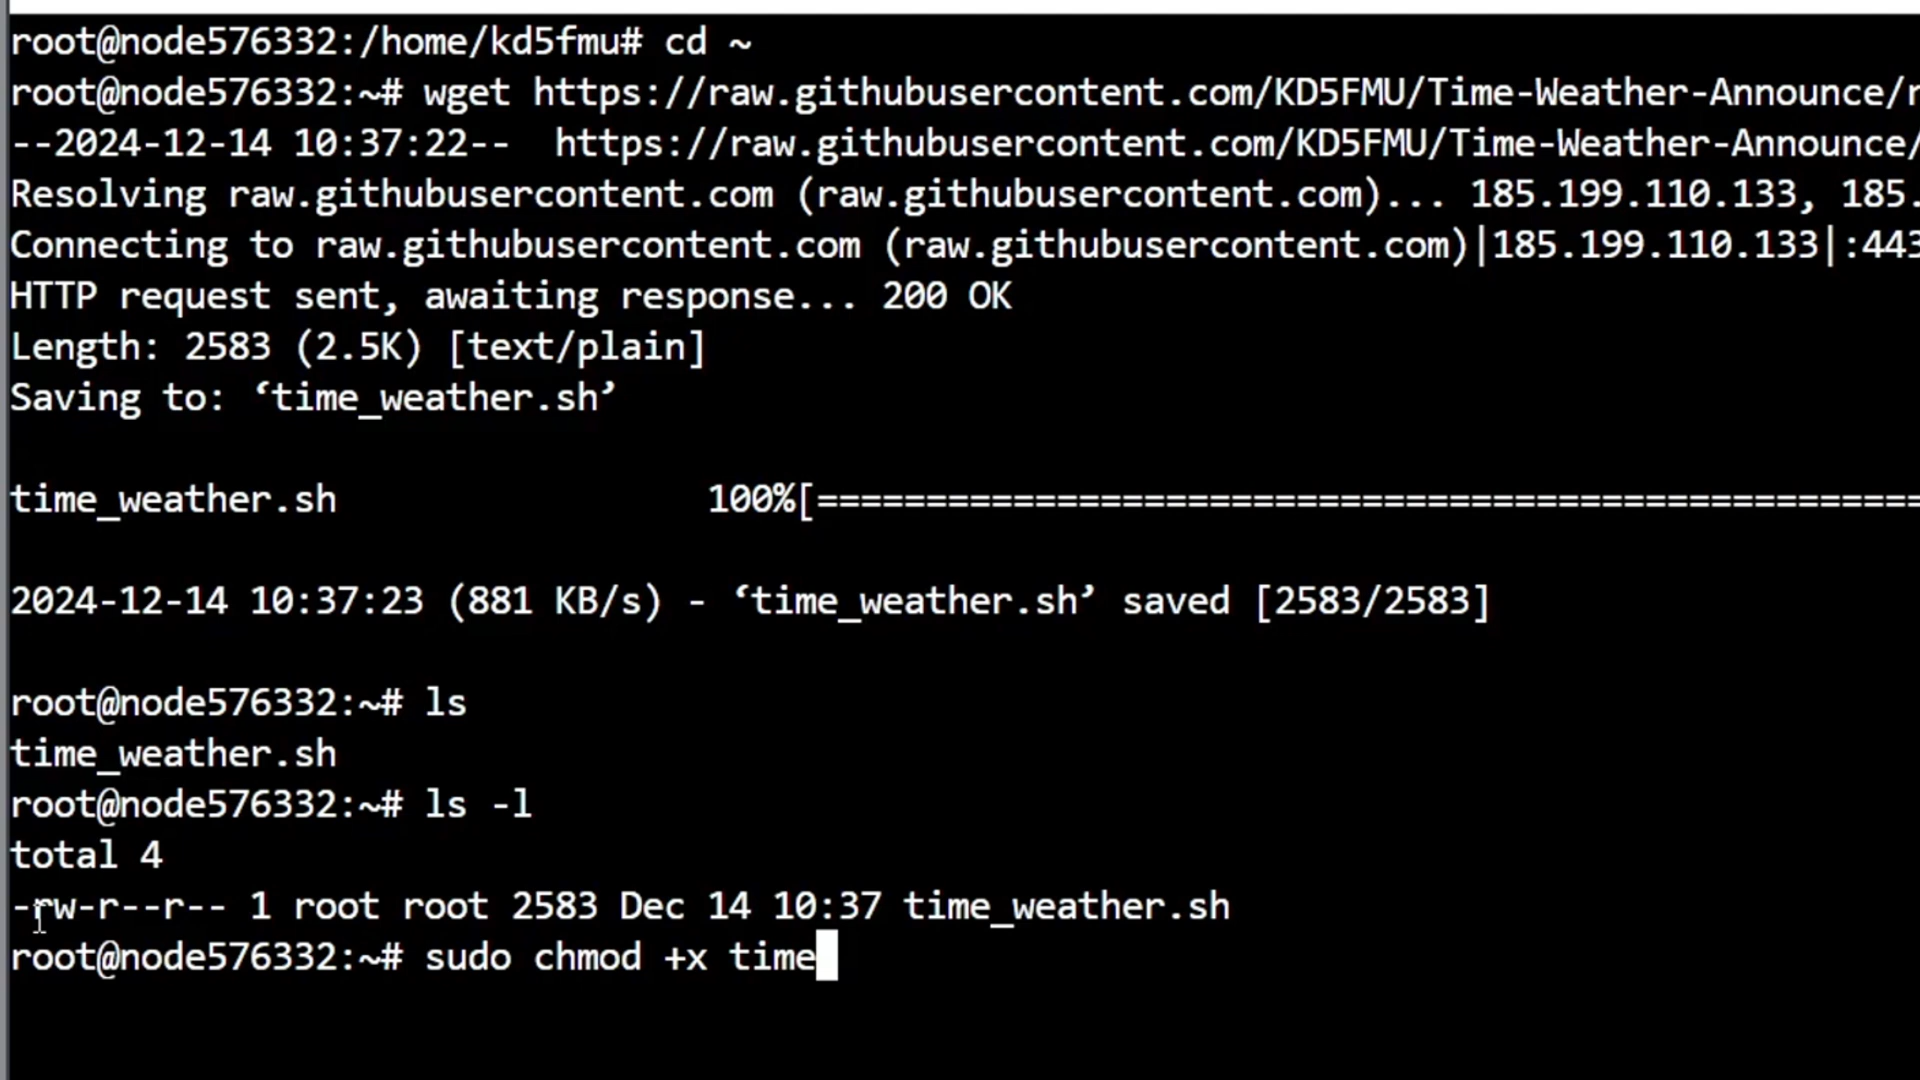 root@node576332:/home/kd5fmu# cd ~
root@node576332:~# wget https://raw.githubusercontent.com/KD5FMU/Time-Weather-Announce/
--2024-12-14 10:37:22--  https://raw.githubusercontent.com/KD5FMU/Time-Weather-Announce/
Resolving raw.githubusercontent.com (raw.githubusercontent.com)... 185.199.110.133, 185.
Connecting to raw.githubusercontent.com (raw.githubusercontent.com)|185.199.110.133|:443
HTTP request sent, awaiting response... 200 OK
Length: 2583 (2.5K) [text/plain]
Saving to: ‘time_weather.sh’
time_weather.sh                  100%[===================================================
2024-12-14 10:37:23 (881 KB/s) - ‘time_weather.sh’ saved [2583/2583]
root@node576332:~# ls
time_weather.sh
root@node576332:~# ls -l
total 4
-rw-r--r-- 1 root root 2583 Dec 14 10:37 time_weather.sh
root@node576332:~# sudo chmod +x time